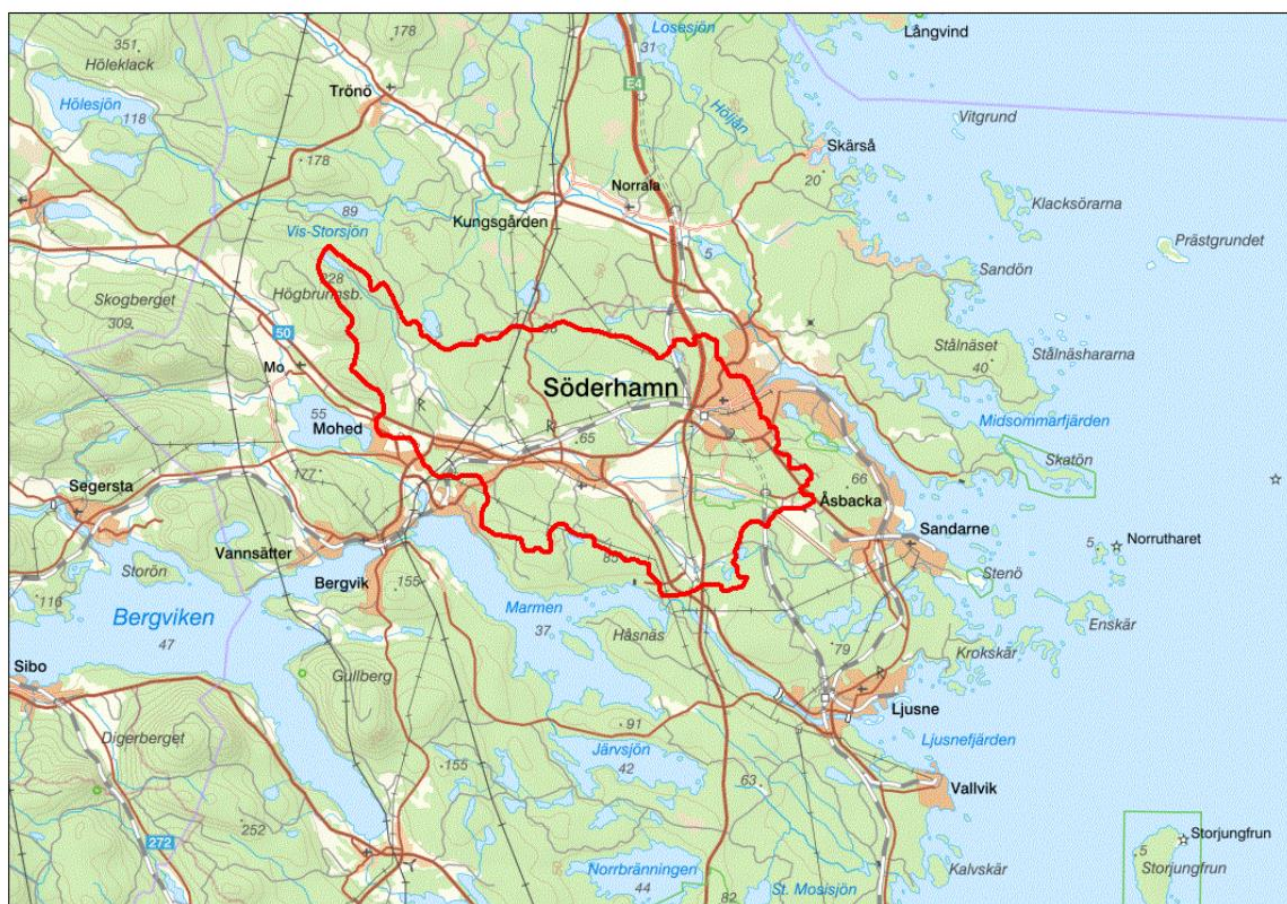 Långvind
178
Losesjön
31
351
Höleklack
E4
Trönö
Hölesjön
118
Höljån
Vitgrund
Skärså
178
20
Norrala
Klacksörarna
89
Kungsgården
Vis-Storsjön
5
Prästgrundet
Sandön
228
Högbrunnsb.
Skogberget
309
50
Stålnäset
40
Stålnäshararna
Mo
Söderhamn
55
Mohed
65
Midsommarfjärden
Skatön
177
100
66
Segersta
Åsbacka
Sandarne
Vannsätter
5
Norrutharet
85
Storön
Bergvik
155
Stenö
116
Marmen
Bergviken
37
Håsnäs
Enskär
47
79
Krokskär
Sibo
Gullberg
Ljusne
91
Digerberget
Järvsjön
42
Ljusnefjärden
155
63
Vallvik
252
272
Storjungfrun
5
Norrbränningen
44
82
St. Mosisjön
Kalvskär
Storjungfrun